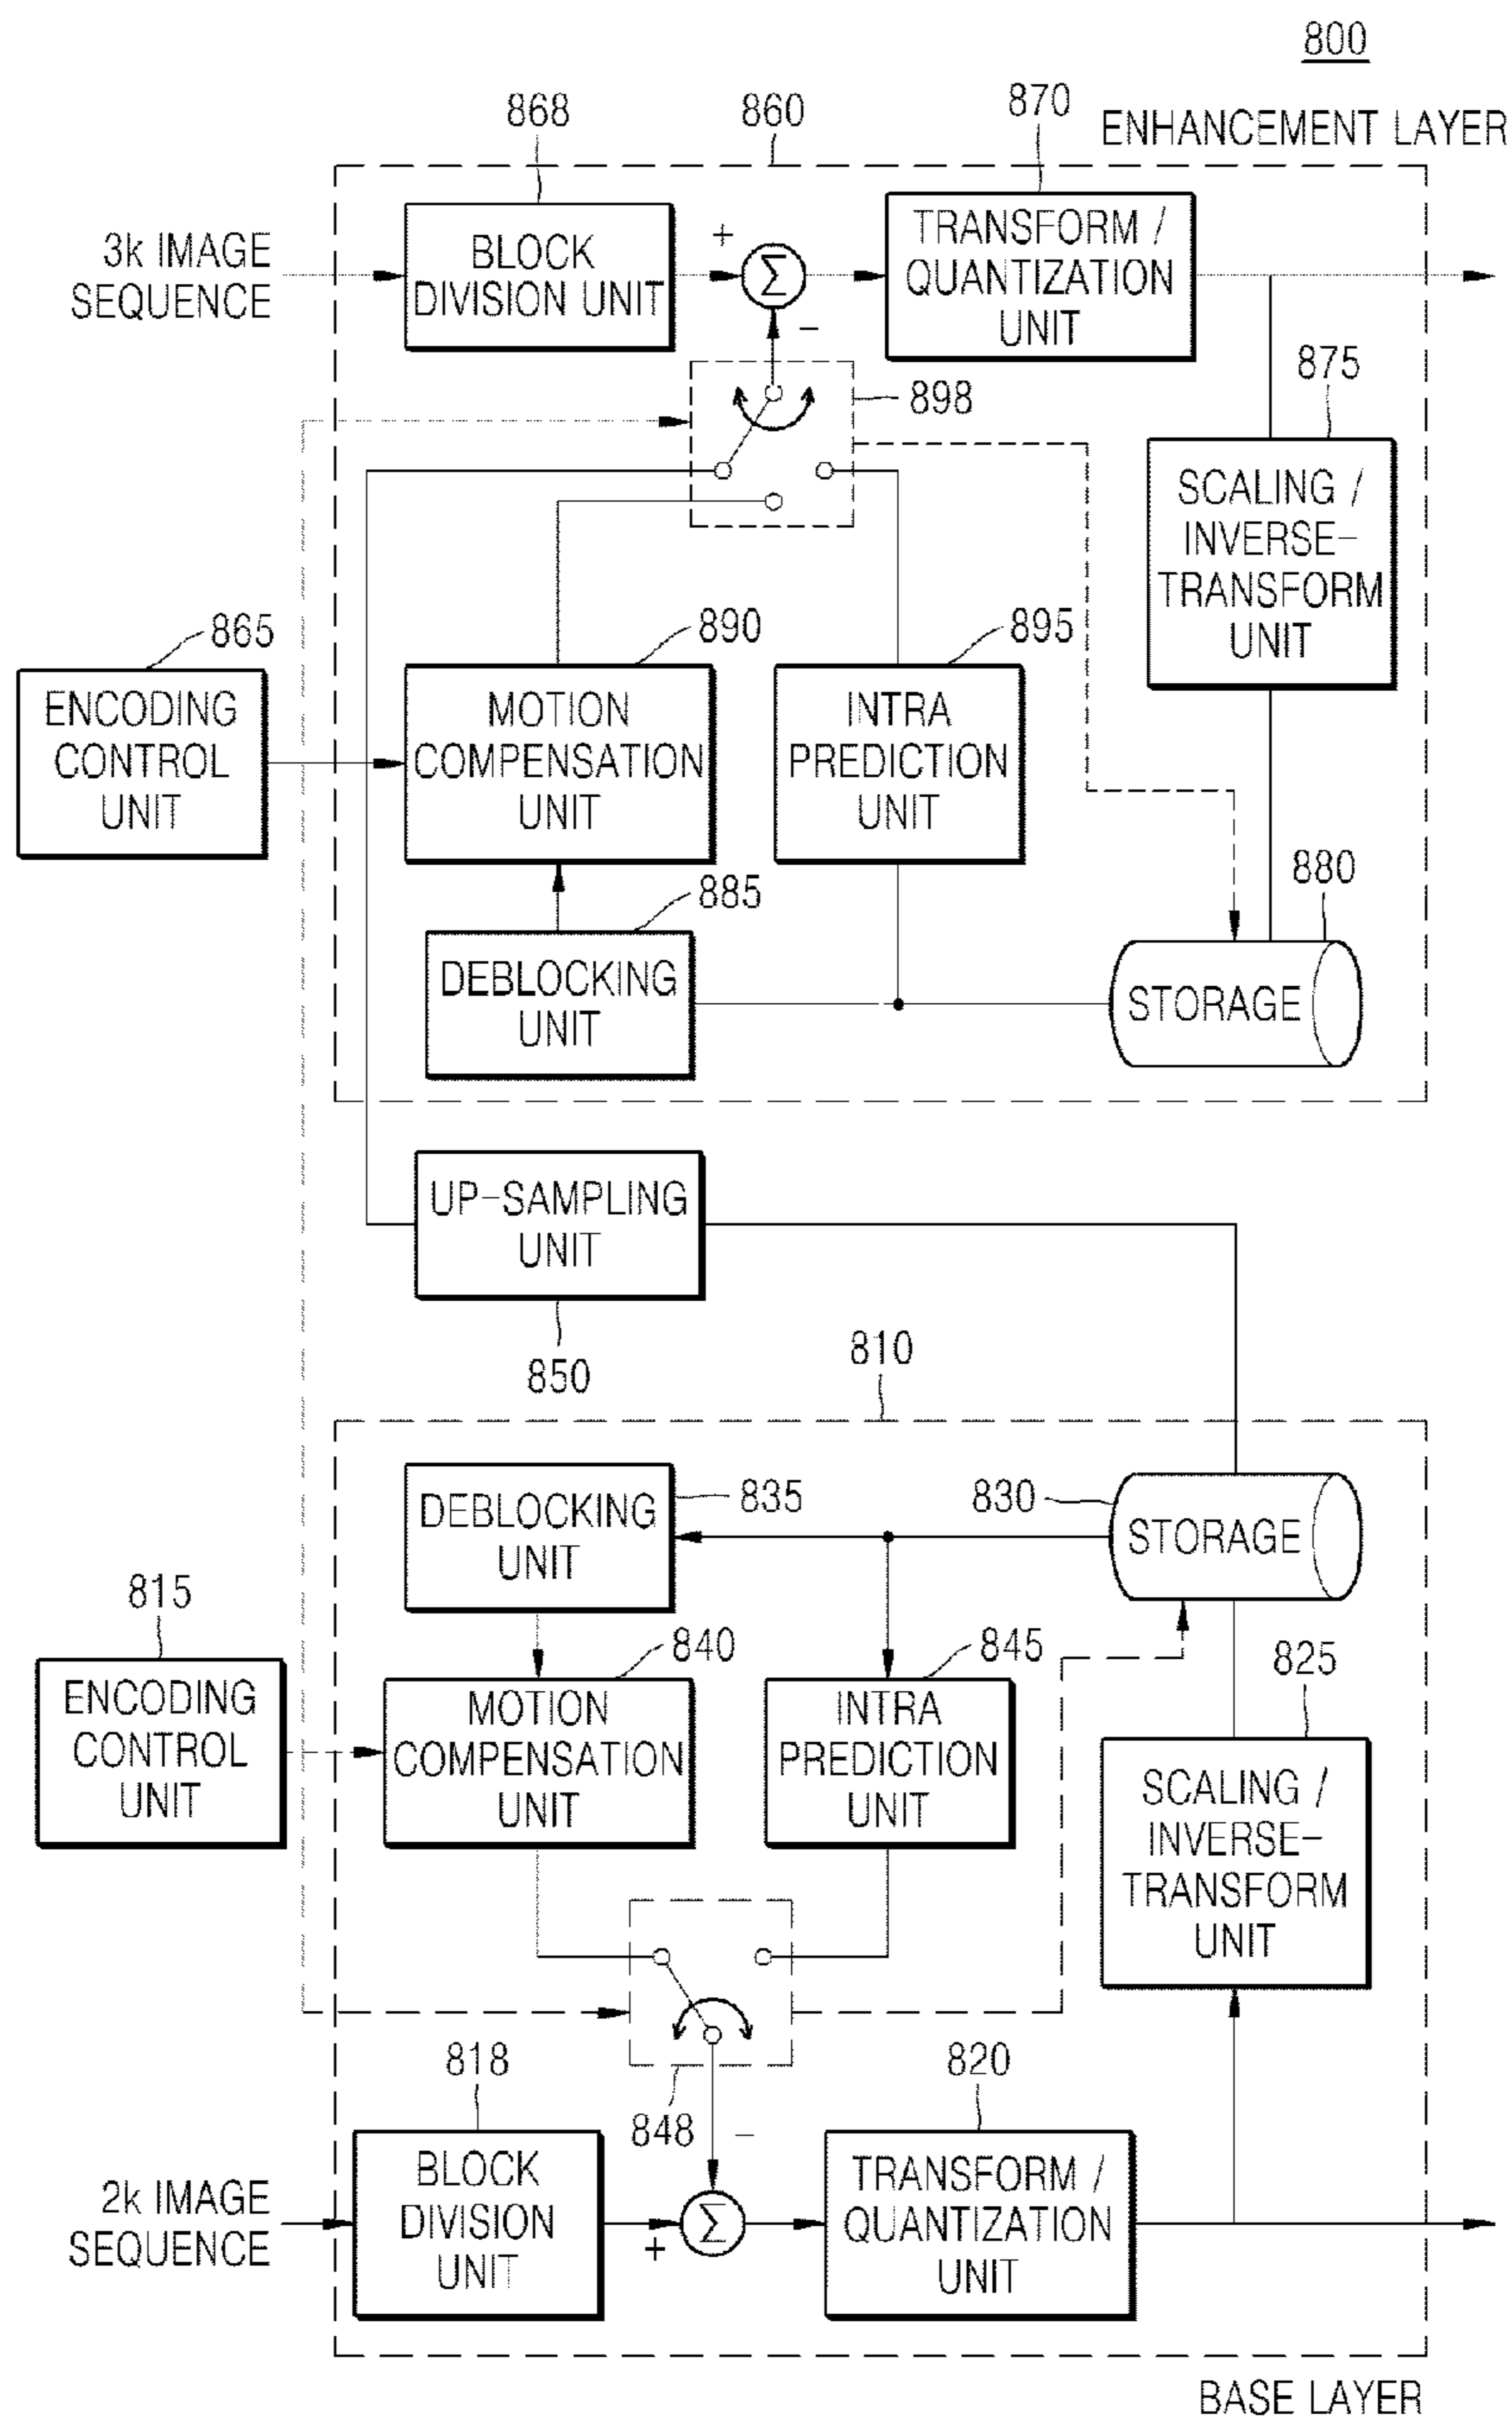 800
868
860
870
ENHANCEMENT LAYER
3k IMAGE
SEQUENCE
BLOCK
DIVISION UNIT
+
Σ
−
TRANSFORM /
QUANTIZATION
UNIT
898
875
SCALING /
INVERSE−
TRANSFORM
UNIT
865
ENCODING
CONTROL
UNIT
890
MOTION
COMPENSATION
UNIT
895
INTRA
PREDICTION
UNIT
885
DEBLOCKING
UNIT
880
STORAGE
UP−SAMPLING
UNIT
850
810
DEBLOCKING
UNIT
835
830
STORAGE
815
ENCODING
CONTROL
UNIT
840
MOTION
COMPENSATION
UNIT
845
INTRA
PREDICTION
UNIT
825
SCALING /
INVERSE−
TRANSFORM
UNIT
818
848
−
820
2k IMAGE
SEQUENCE
BLOCK
DIVISION
UNIT
+
Σ
TRANSFORM /
QUANTIZATION
UNIT
BASE LAYER